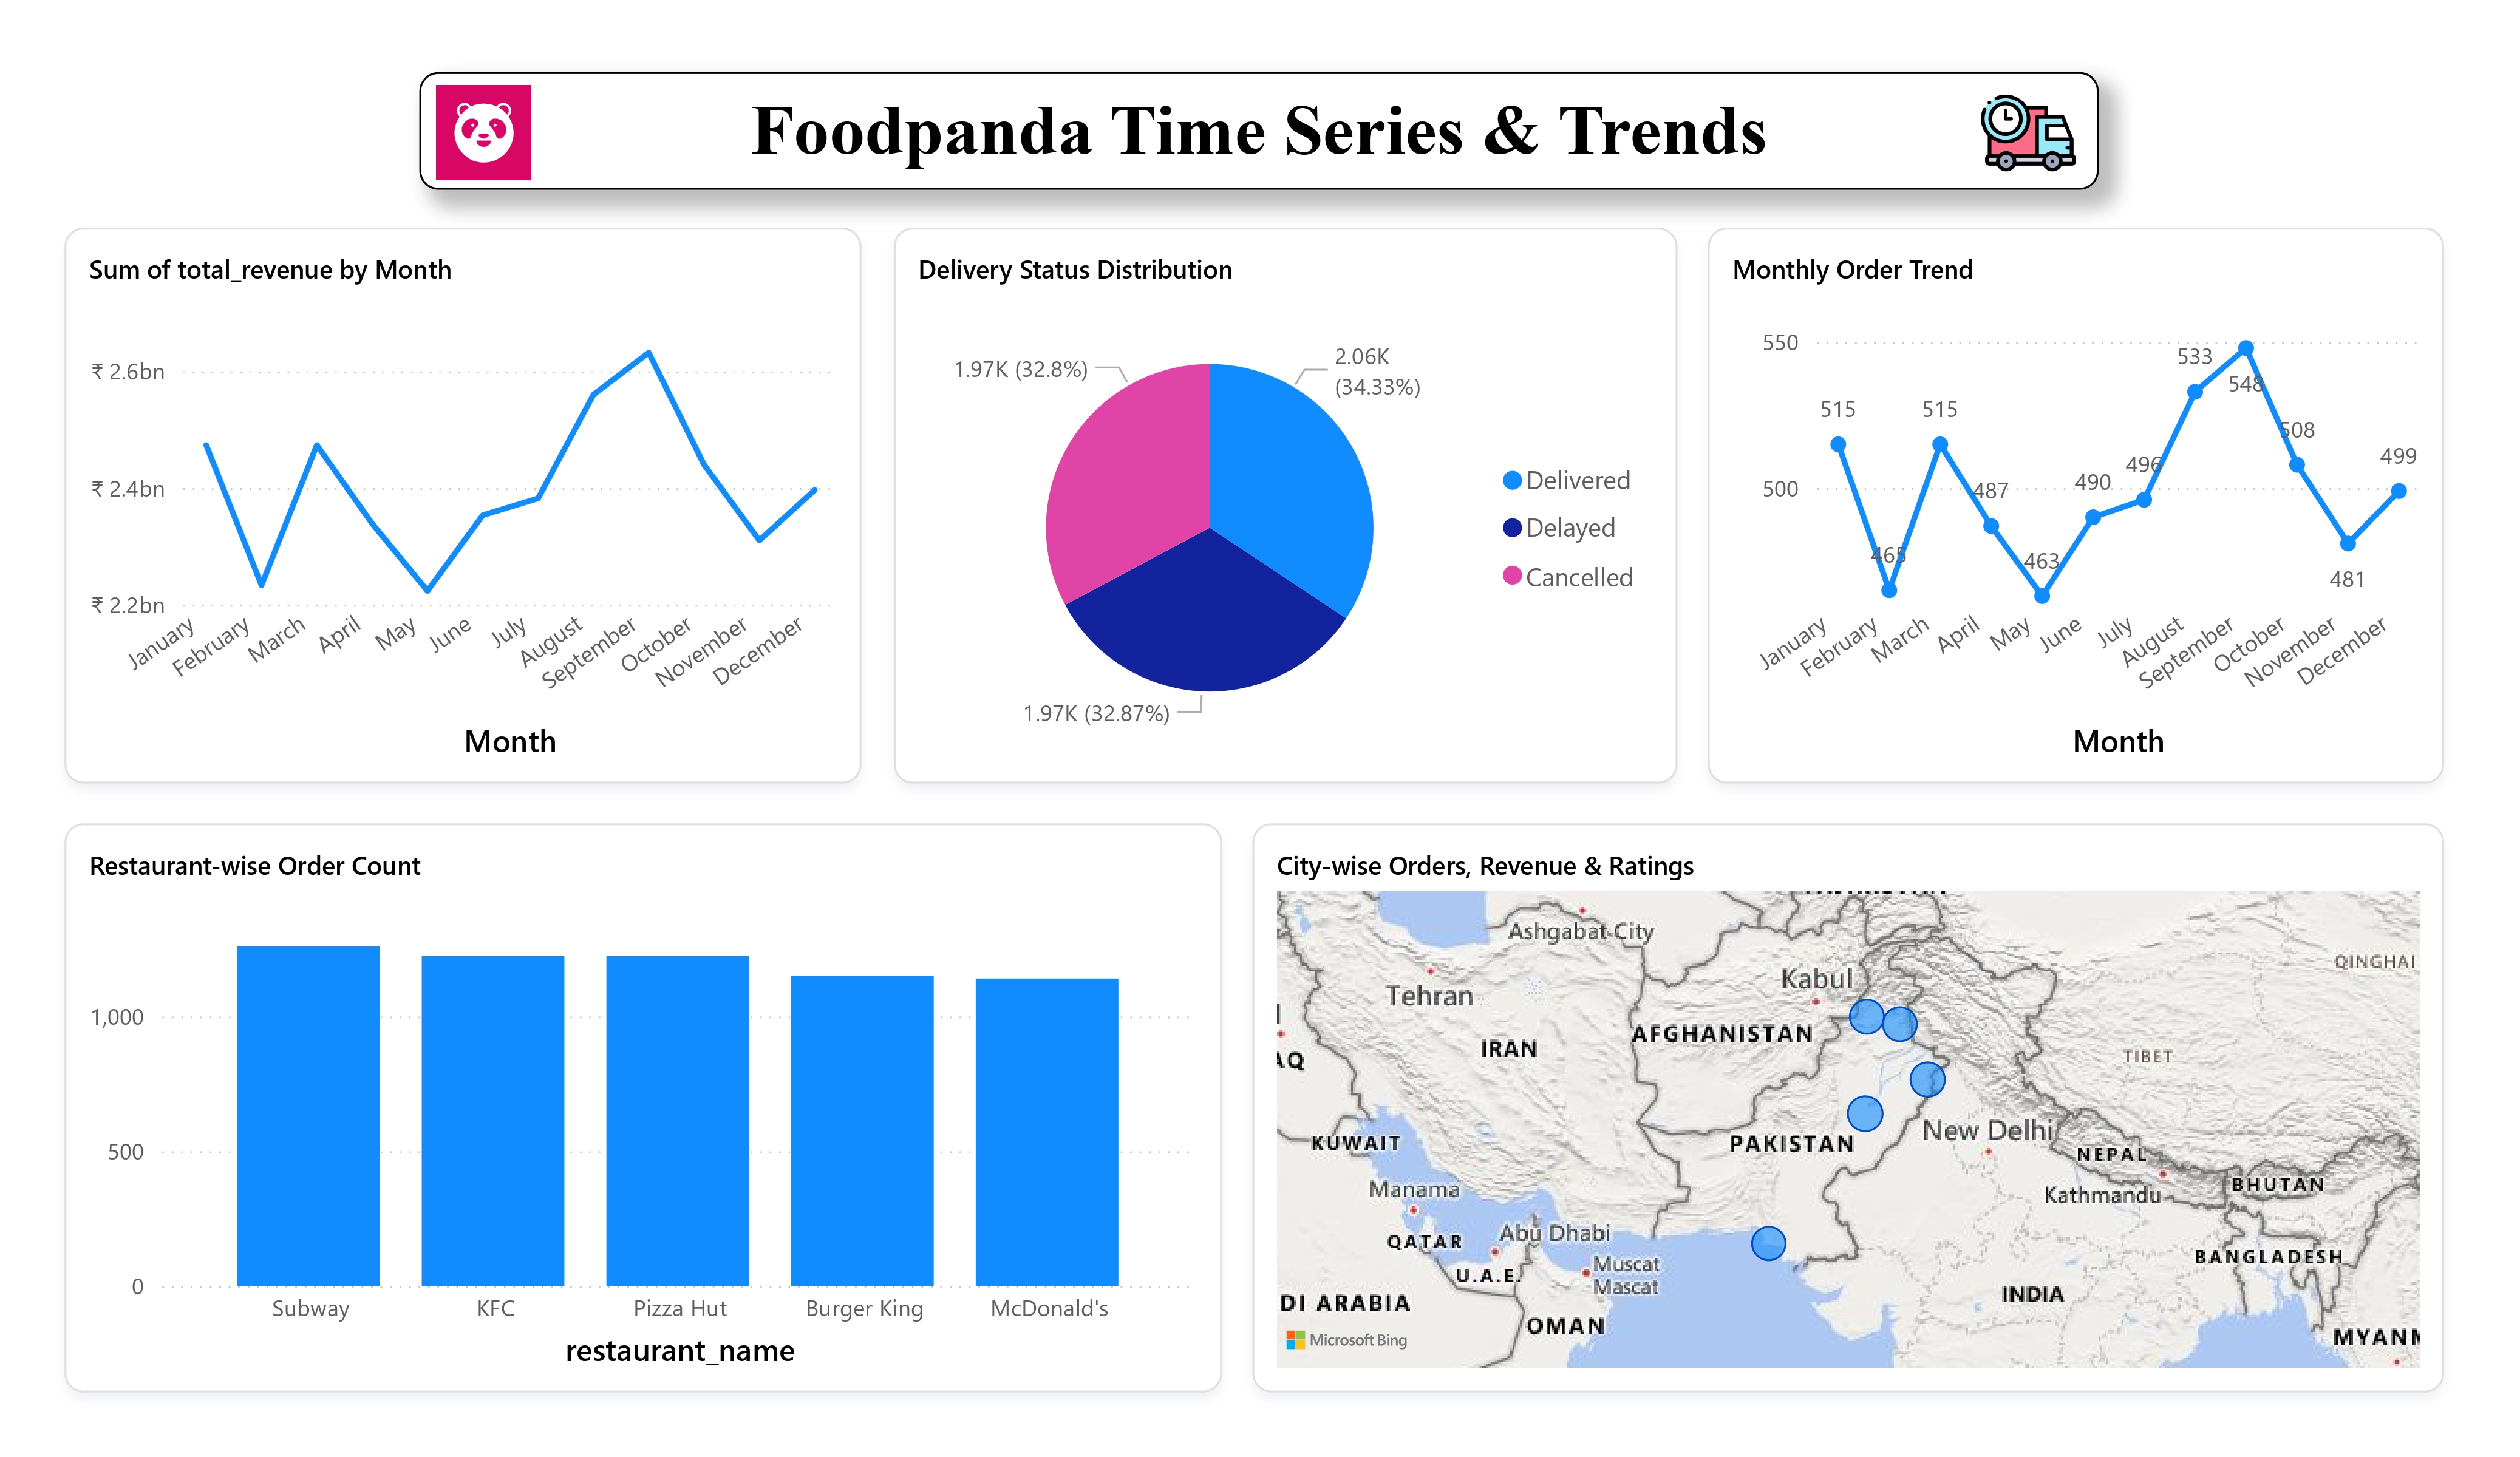 Foodpanda Time Series & Trends
Sum of total_revenue by Month
₹ 2.6bn
₹ 2.4bn
₹ 2.2bn
January
February
March
April
May
June
July
August
September
October
November
December
Month
Delivery Status Distribution
1.97K (32.8%)
2.06K
(34.33%)
1.97K (32.87%)
Delivered
Delayed
Cancelled
Monthly Order Trend
550
500
515
465
515
487
463
490
496
533
548
508
481
499
January
February
March
April
May
June
July
August
September
October
November
December
Month
Restaurant-wise Order Count
1,000
500
0
Subway
KFC
Pizza Hut
Burger King
McDonald's
restaurant_name
City-wise Orders, Revenue & Ratings
Ashgabat City
QINGHAI
Kabul
Tehran
AFGHANISTAN
IRAN
AQ
TIBET
New Delhi
KUWAIT
PAKISTAN
NEPAL
BHUTAN
Manama
Kathmandu
Abu Dhabi
QATAR
BANGLADESH
Muscat
Mascat
U.A.E.
INDIA
DI ARABIA
OMAN
MYANM
Microsoft Bing